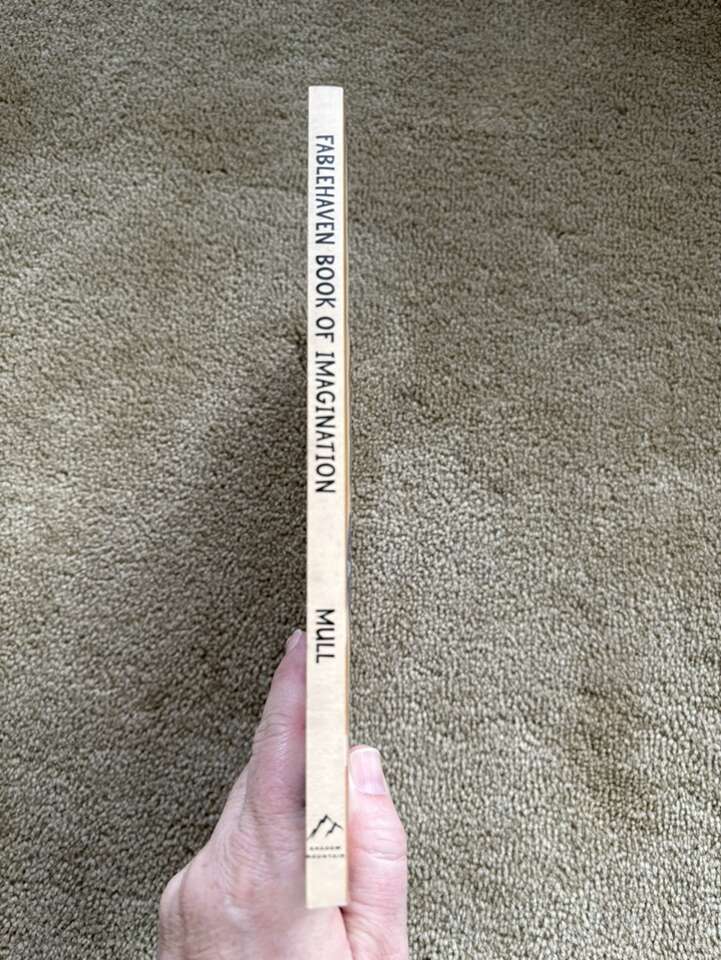 FABLEHAVEN BOOK OF IMAGINATION
MULL
SHADOW
MOUNTAIN